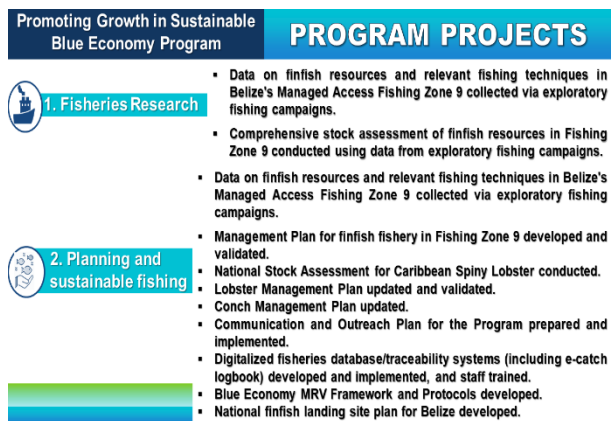 Promoting Growth in Sustainable
Blue Economy Program
PROGRAM PROJECTS
1. Fisheries Research
▪ Data on finfish resources and relevant fishing techniques in
Belize's Managed Access Fishing Zone 9 collected via exploratory
fishing campaigns.
▪ Comprehensive stock assessment of finfish resources in Fishing
Zone 9 conducted using data from exploratory fishing campaigns.
2. Planning and
sustainable fishing
▪ Data on finfish resources and relevant fishing techniques in Belize's
Managed Access Fishing Zone 9 collected via exploratory fishing
campaigns.
▪ Management Plan for finfish fishery in Fishing Zone 9 developed and
validated.
▪ National Stock Assessment for Caribbean Spiny Lobster conducted.
▪ Lobster Management Plan updated and validated.
▪ Conch Management Plan updated.
▪ Communication and Outreach Plan for the Program prepared and
implemented.
▪ Digitalized fisheries database/traceability systems (including e-catch
logbook) developed and implemented, and staff trained.
▪ Blue Economy MRV Framework and Protocols developed.
▪ National finfish landing site plan for Belize developed.